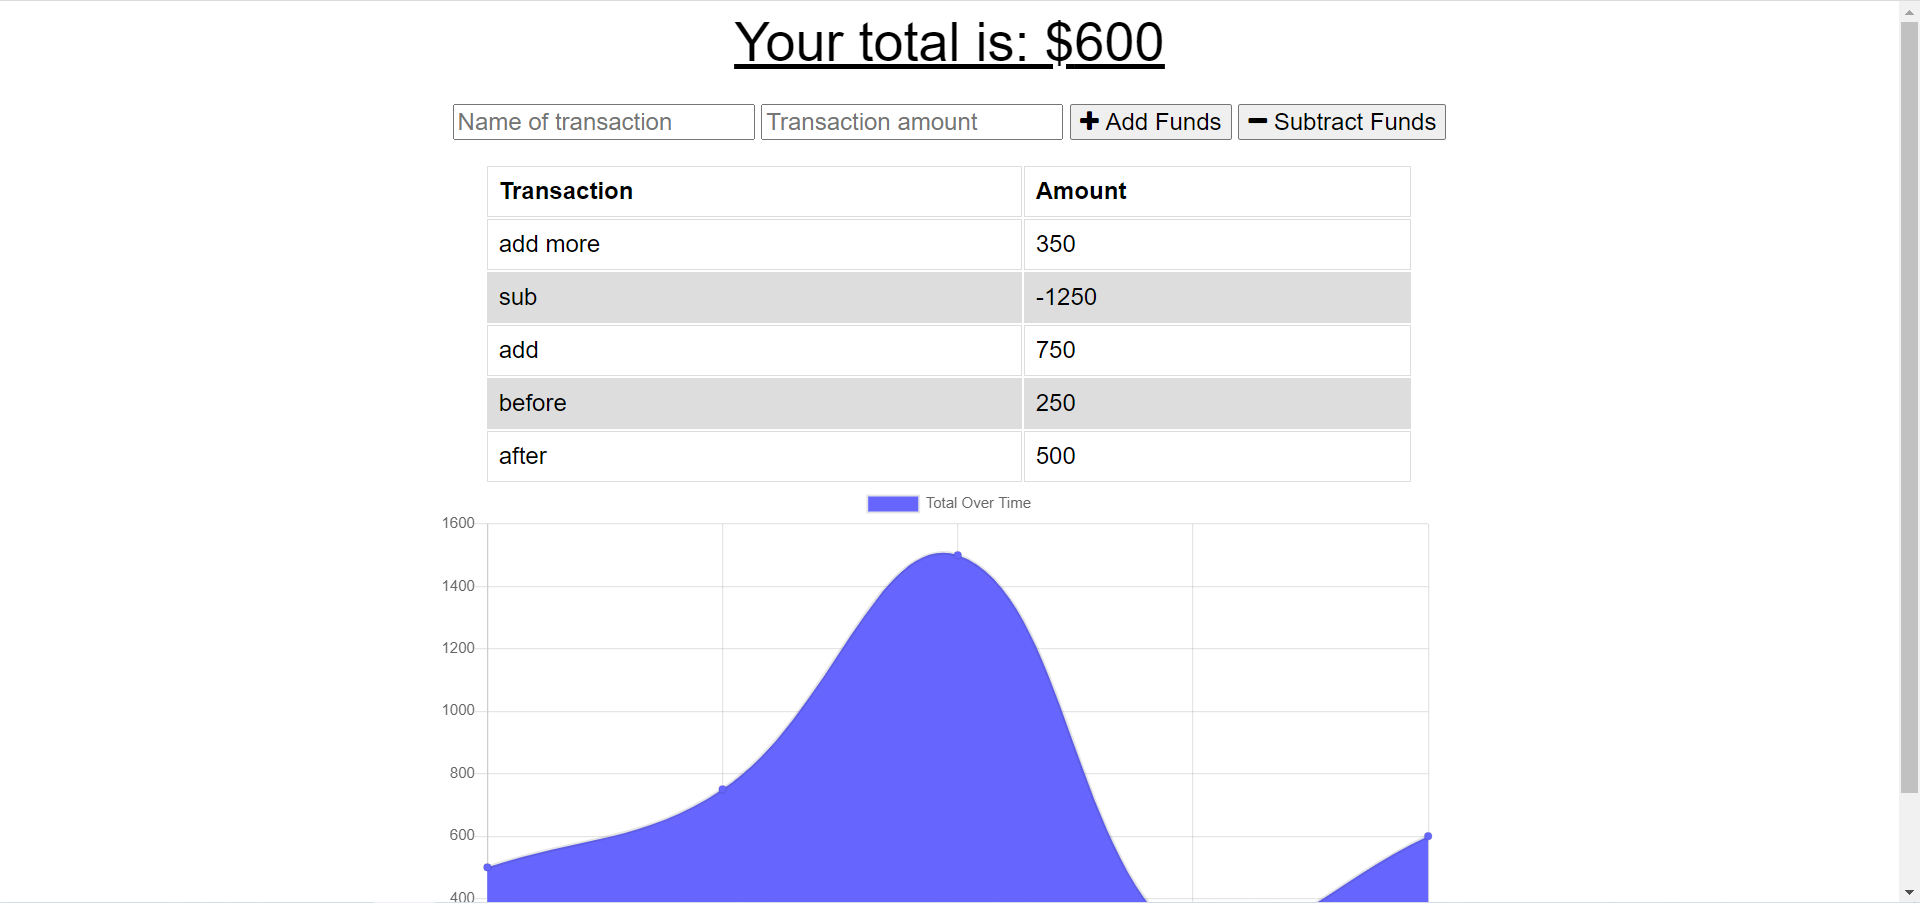 Your total is: $600
Name of transaction Transaction amount Add Funds Subtract Funds
Transaction Amount
add more 350
sub -1250
add 750
before 250
after 500
Total Over Time
1600
1400
1200
1000
800
600
400